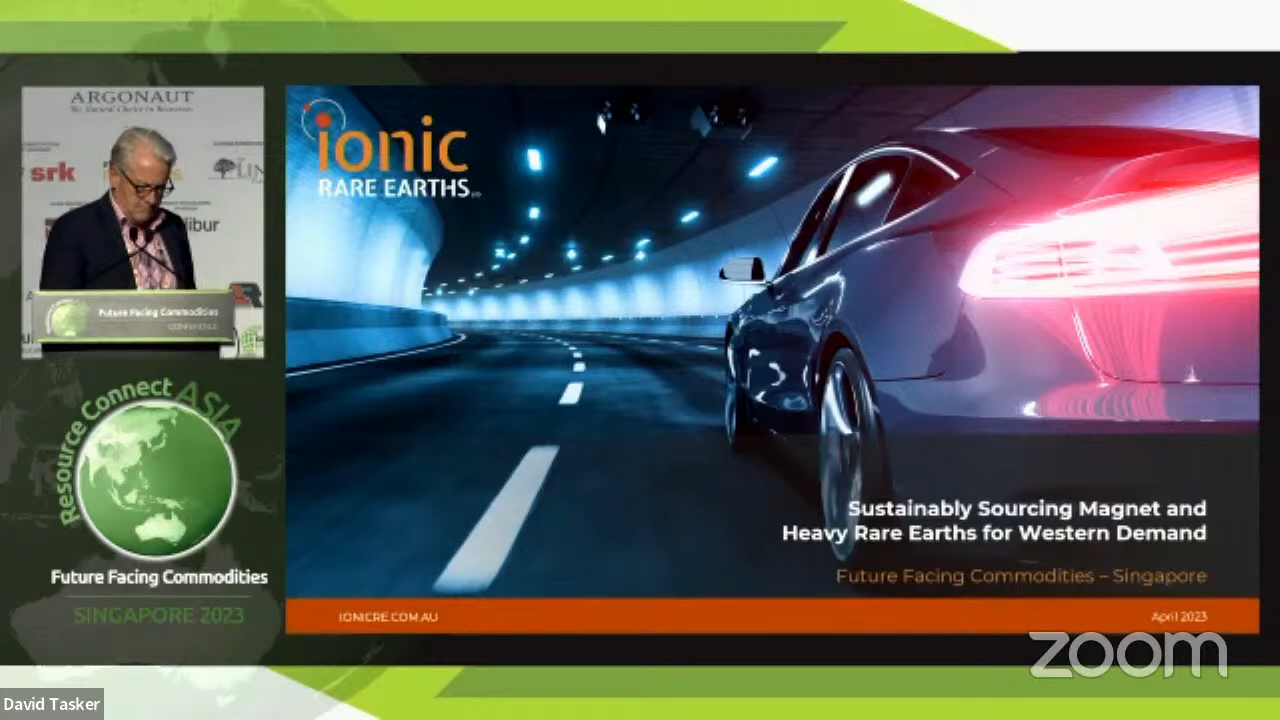 ARGONAUT
srk
Future Facing Commodities
CONFERENCE
Resource Connect ASIA
Future Facing Commodities
SINGAPORE 2023
ionic
RARE EARTHS
Sustainably Sourcing Magnet and
Heavy Rare Earths for Western Demand
Future Facing Commodities – Singapore
IONICRE.COM.AU
April 2023
zoom
David Tasker